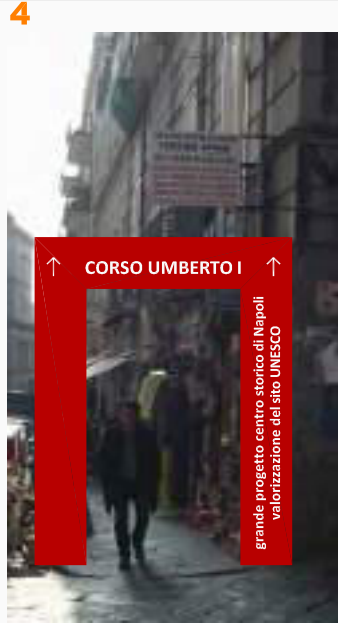 4
↑ CORSO UMBERTO I ↑
grande progetto centro storico di Napoli
valorizzazione del sito UNESCO